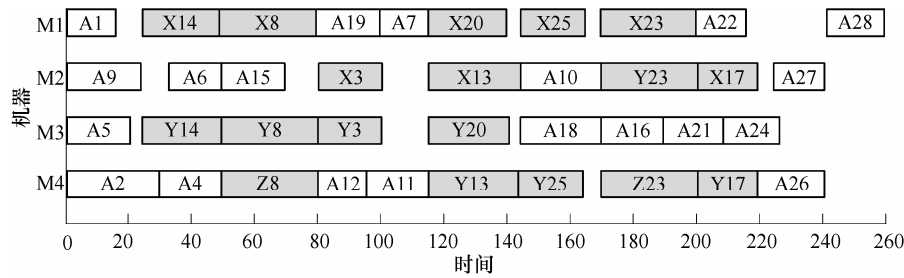 M1 A1 X14 X8 A19 A7 X20 X25 X23 A22 A28
M2 A9 A6 A15 X3 X13 A10 Y23 X17 A27
机器
M3 A5 Y14 Y8 Y3 Y20 A18 A16 A21 A24
M4 A2 A4 Z8 A12 A11 Y13 Y25 Z23 Y17 A26
0 20 40 60 80 100 120 140 160 180 200 220 240 260
时间